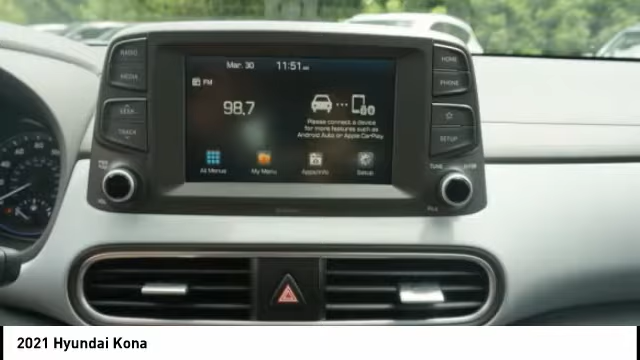 RADIO
MEDIA
SEEK
TRACK
Mar. 30 11:51 AM
FM
98.7
Please connect a device
for more features such as
Android Auto or Apple CarPlay
All Menus My Menu Apps/Info Setup
HOME
PHONE
SETUP
TUNE
FILE
2021 Hyundai Kona